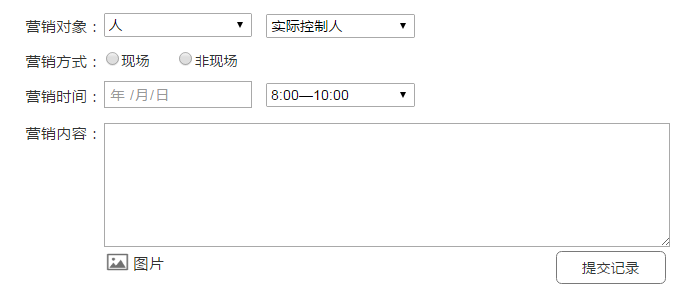 营销对象： 人 实际控制人
营销方式： 现场 非现场
营销时间： 年 /月/日 8:00—10:00
营销内容：
图片 提交记录